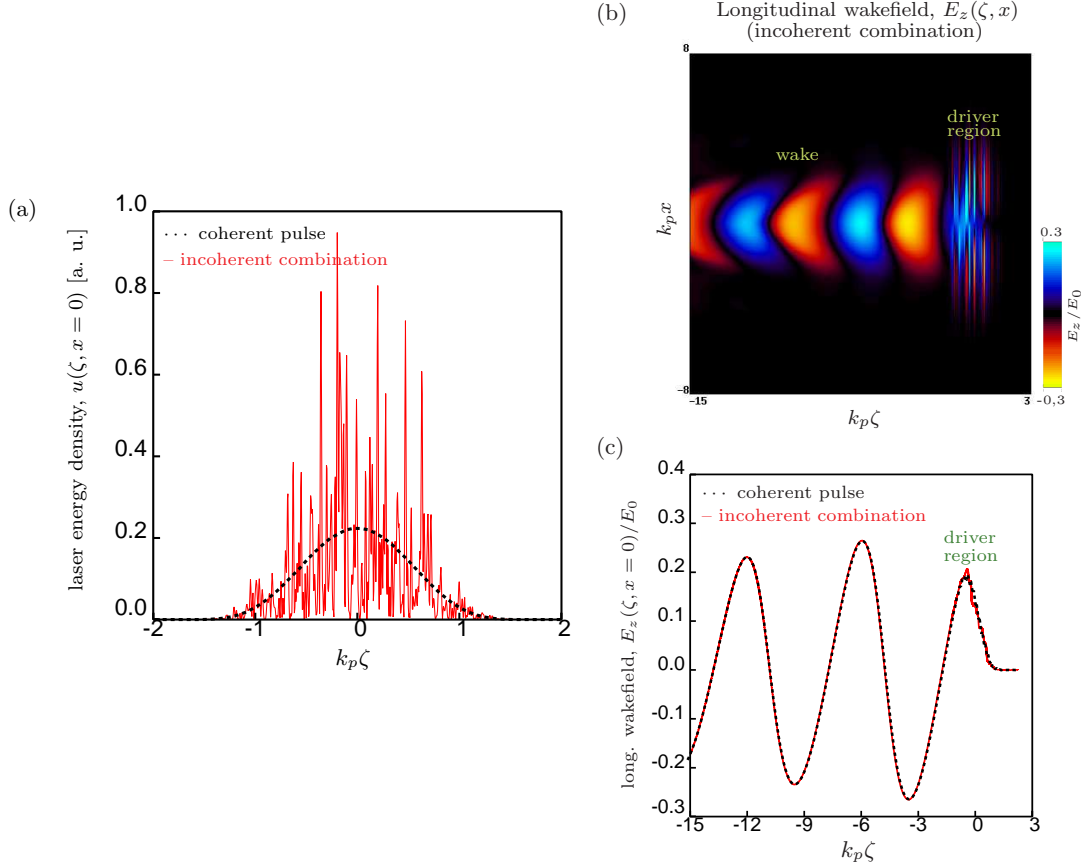 (a)
laser energy density, u(ζ, x = 0) [a. u.]
1.0
0.8
0.6
0.4
0.2
0.0
··· coherent pulse
– incoherent combination
-2
-1
0
1
2
k_pζ
(b)
Longitudinal wakefield, E_z(ζ, x)
(incoherent combination)
8
k_px
-8
-15
3
k_pζ
wake
driver
region
0.3
E_z/E_0
-0,3
(c)
long. wakefield, E_z(ζ, x = 0)/E_0
0.4
0.3
0.2
0.1
0.0
-0.1
-0.2
-0.3
··· coherent pulse
– incoherent combination
driver
region
-15
-12
-9
-6
-3
0
3
k_pζ